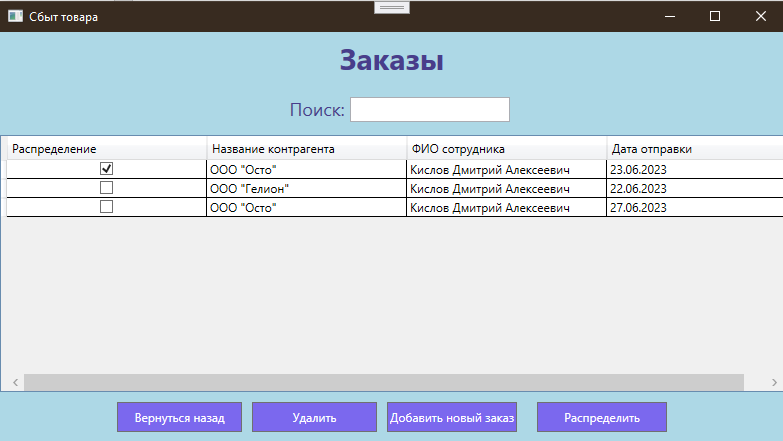 Сбыт товара
Заказы
Поиск:
Распределение Название контрагента ФИО сотрудника Дата отправки
ООО "Осто" Кислов Дмитрий Алексеевич 23.06.2023
ООО "Гелион" Кислов Дмитрий Алексеевич 22.06.2023
ООО "Осто" Кислов Дмитрий Алексеевич 27.06.2023
Вернуться назад Удалить Добавить новый заказ Распределить